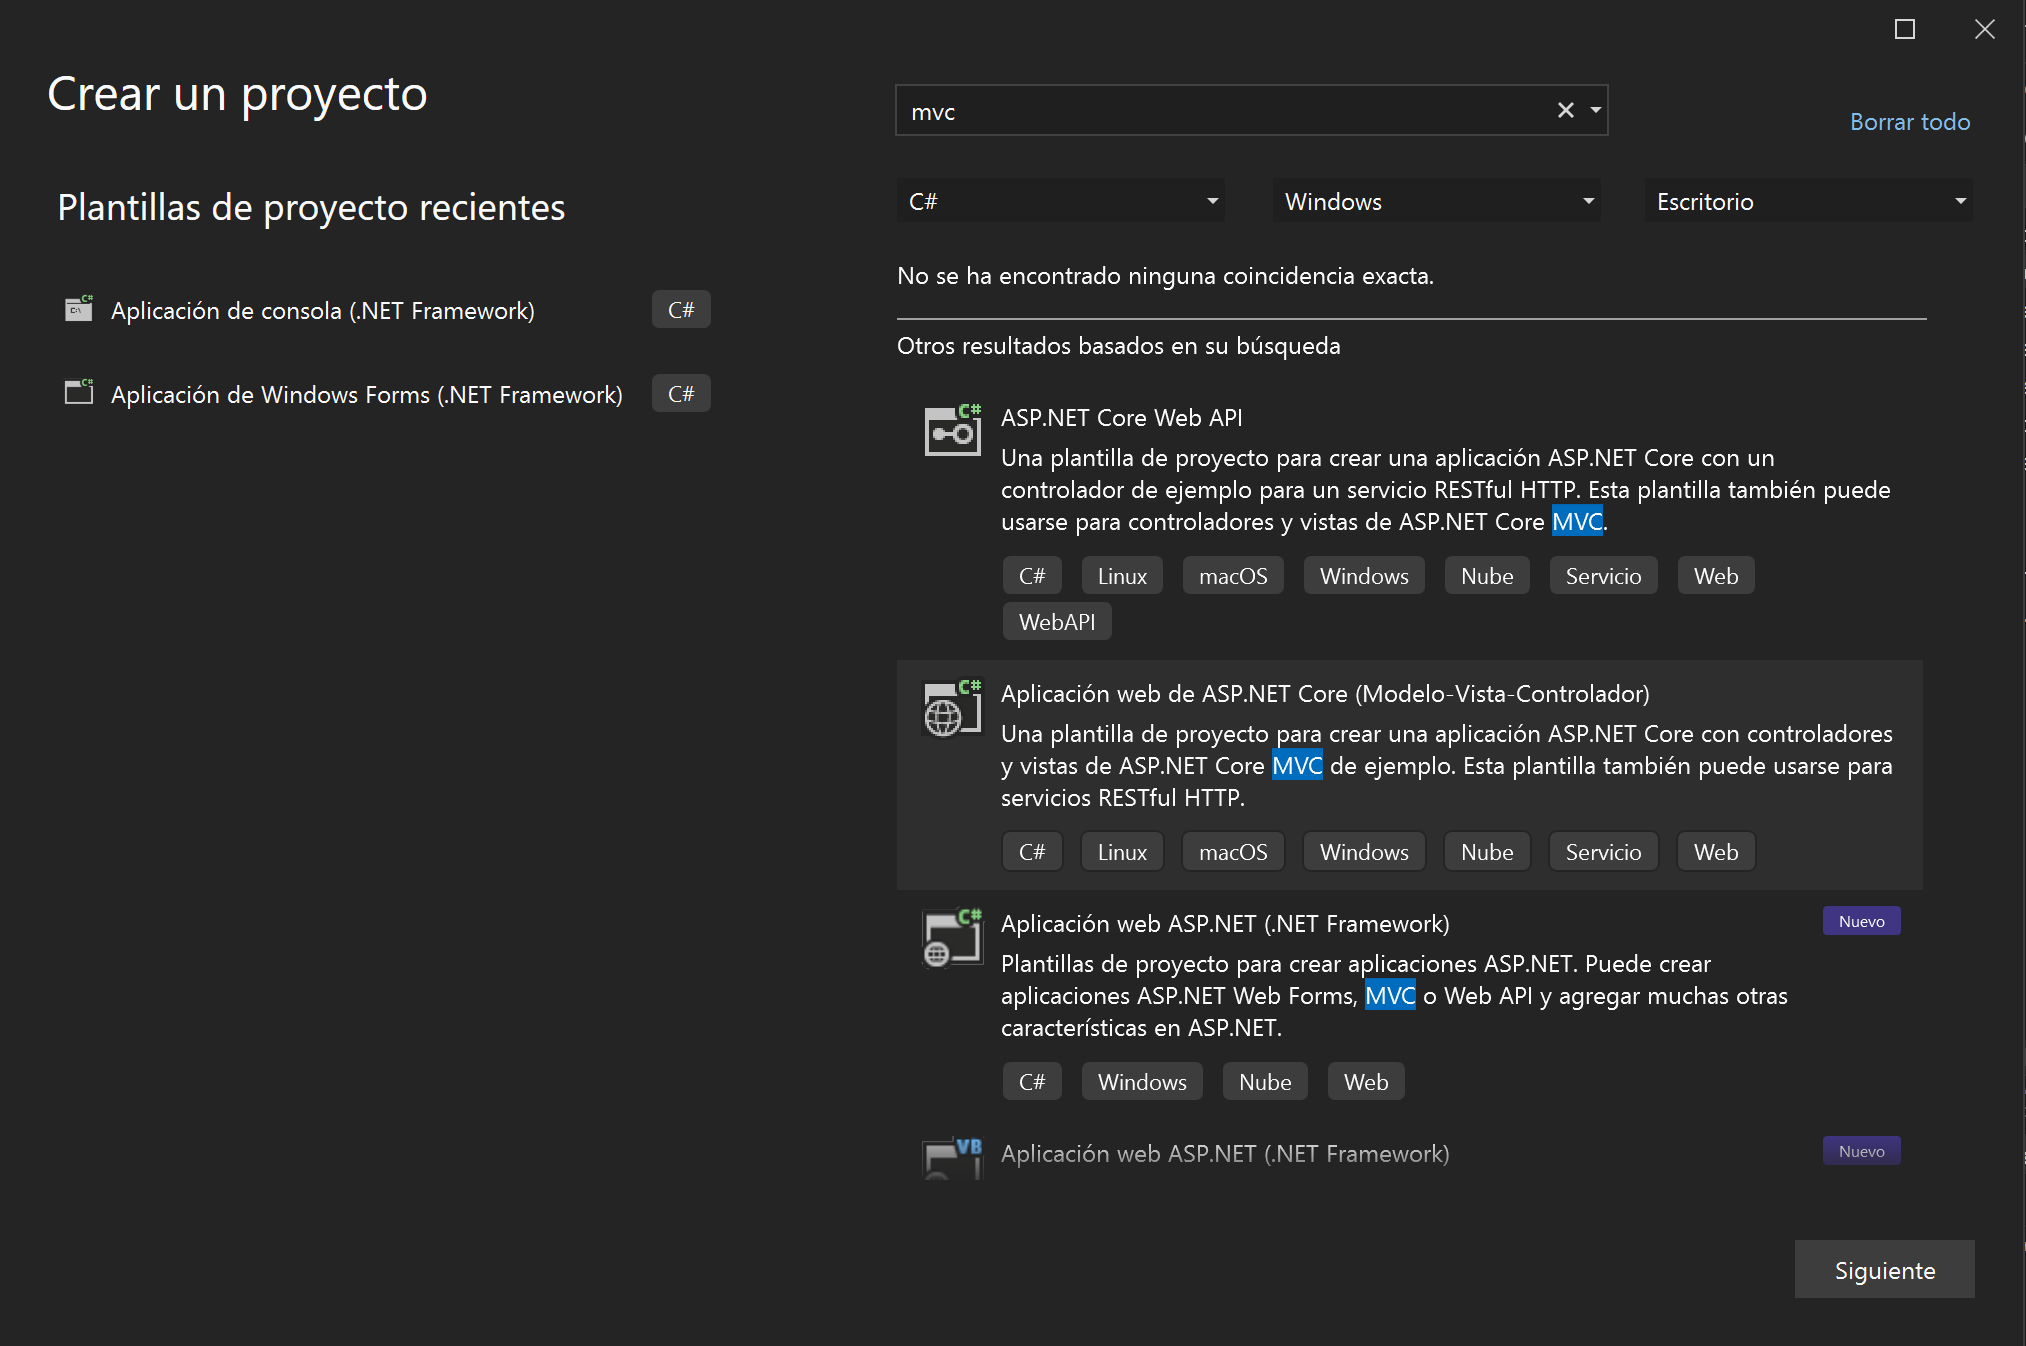 Crear un proyecto
Plantillas de proyecto recientes
C#
Aplicación de consola (.NET Framework)
C#
C#
Aplicación de Windows Forms (.NET Framework)
C#
mvc
Borrar todo
C#
Windows
Escritorio
No se ha encontrado ninguna coincidencia exacta.
Otros resultados basados en su búsqueda
C#
ASP.NET Core Web API
Una plantilla de proyecto para crear una aplicación ASP.NET Core con un
controlador de ejemplo para un servicio RESTful HTTP. Esta plantilla también puede
usarse para controladores y vistas de ASP.NET Core MVC.
C# Linux macOS Windows Nube Servicio Web
WebAPI
C#
Aplicación web de ASP.NET Core (Modelo-Vista-Controlador)
Una plantilla de proyecto para crear una aplicación ASP.NET Core con controladores
y vistas de ASP.NET Core MVC de ejemplo. Esta plantilla también puede usarse para
servicios RESTful HTTP.
C# Linux macOS Windows Nube Servicio Web
C#
Aplicación web ASP.NET (.NET Framework)
Nuevo
Plantillas de proyecto para crear aplicaciones ASP.NET. Puede crear
aplicaciones ASP.NET Web Forms, MVC o Web API y agregar muchas otras
características en ASP.NET.
C# Windows Nube Web
VB
Aplicación web ASP.NET (.NET Framework)
Nuevo
Siguiente